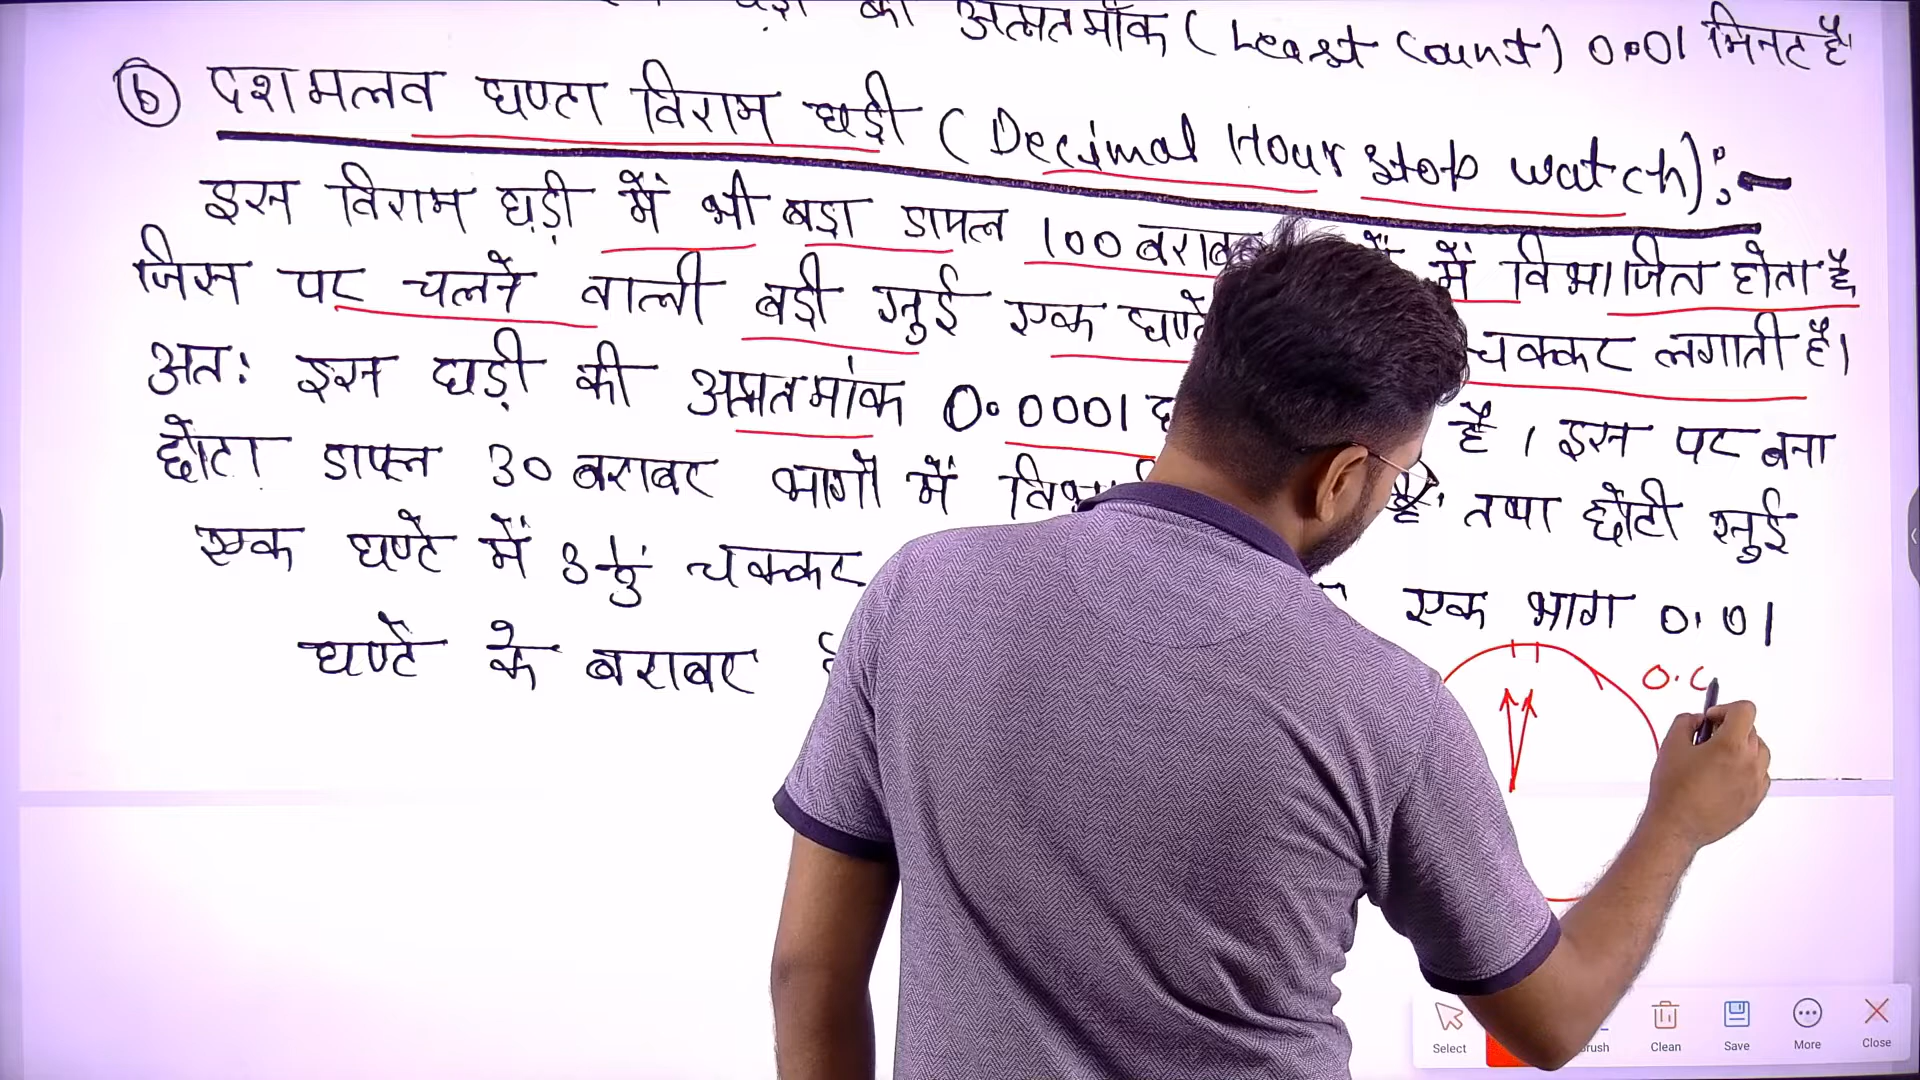 अल्पतमाँक (Least Count) 0.01 मिनट है।
(b) दशमलव घण्टा विराम घड़ी (Decimal Hour Stop watch):-
इस विराम घड़ी में भी बड़ा डायल 100 बराबर में विभाजित होता है
जिस पर चलने वाली बड़ी सुई एक घण्टे चक्कर लगाती है।
अतः इस घड़ी की अल्पतमांक 0.0001 है। इस पर बना
छोटा डायल 30 बराबर भागों में है। तथा छोटी सुई
एक घण्टे में 3 1/3 चक्कर एक भाग 0.01
घण्टे के बराबर
0.0
Select
Clean
Save
More
Close